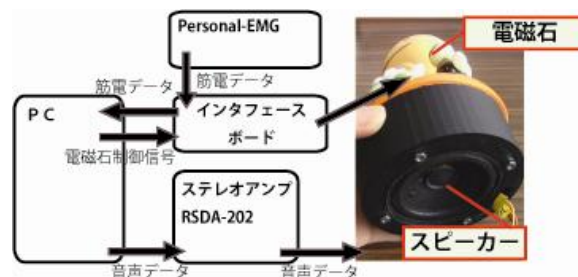 Personal-EMG
電磁石
筋電データ
筋電データ
PC
インタフェース
ボード
電磁石制御信号
ステレオアンプ
RSDA-202
スピーカー
音声データ
音声データ